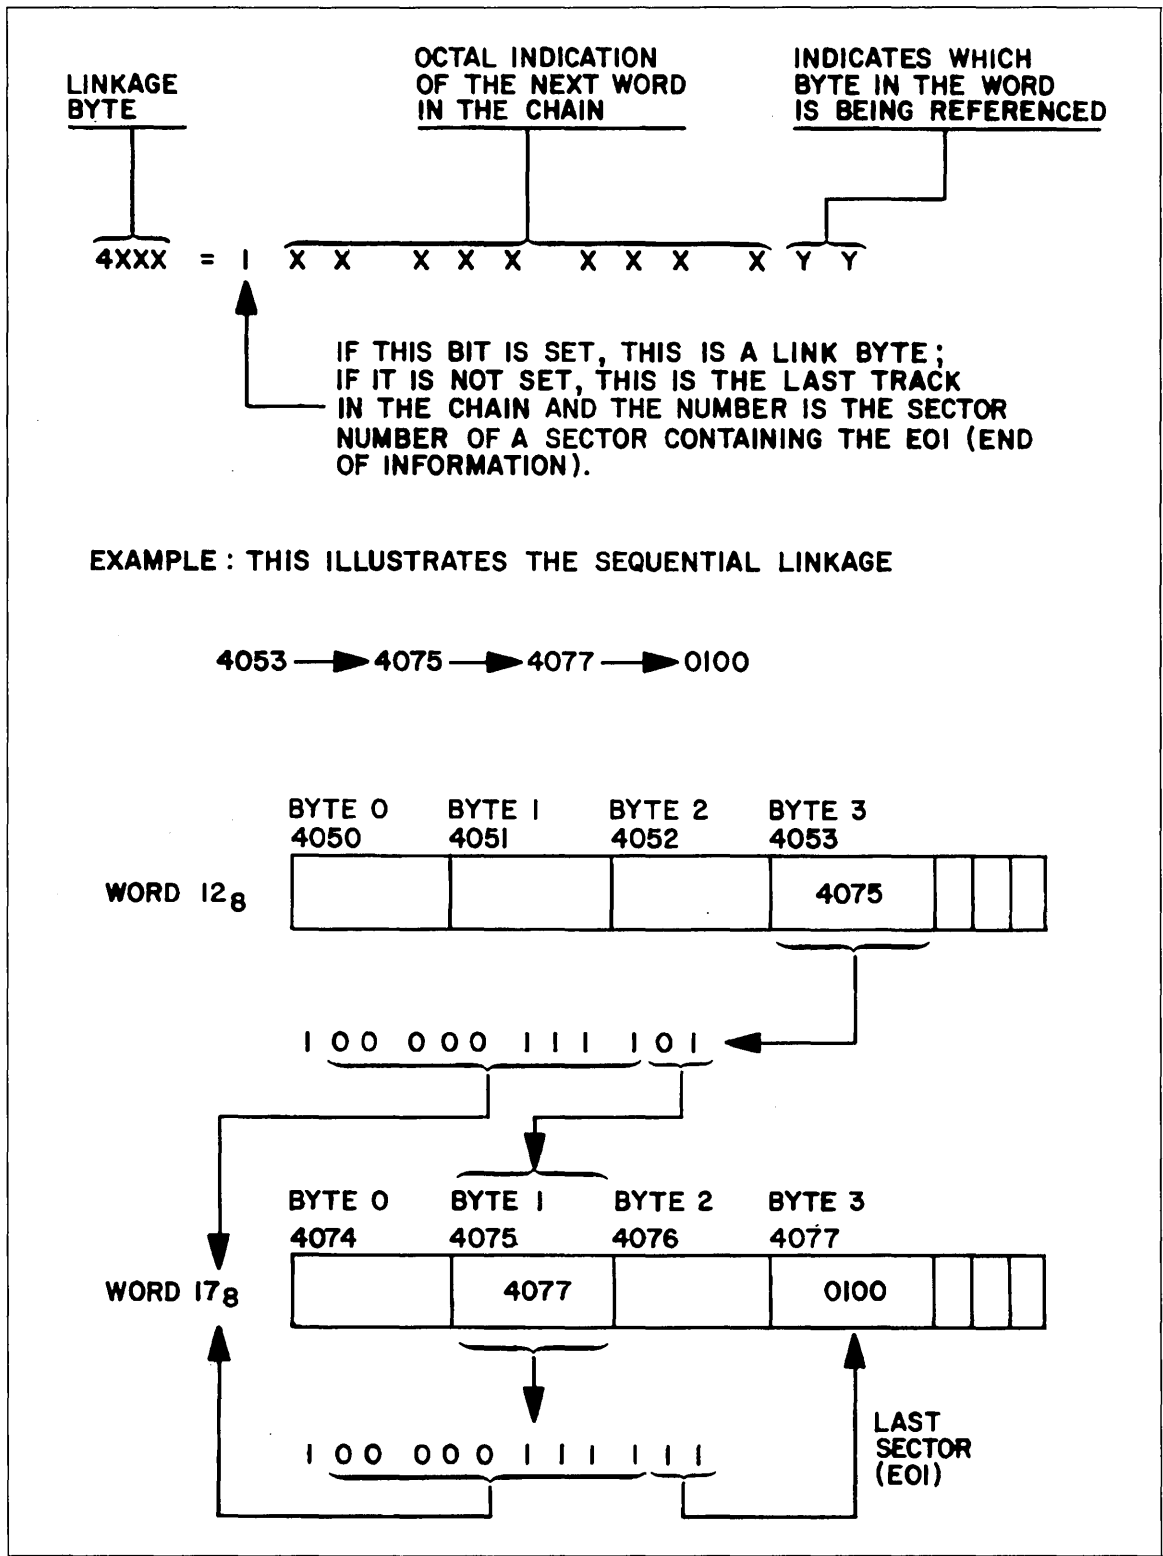 LINKAGE
BYTE
OCTAL INDICATION
OF THE NEXT WORD
IN THE CHAIN
INDICATES WHICH
BYTE IN THE WORD
IS BEING REFERENCED
4XXX = 1 X X X X X X X X X Y Y
IF THIS BIT IS SET, THIS IS A LINK BYTE;
IF IT IS NOT SET, THIS IS THE LAST TRACK
IN THE CHAIN AND THE NUMBER IS THE SECTOR
NUMBER OF A SECTOR CONTAINING THE EOI (END
OF INFORMATION).
EXAMPLE: THIS ILLUSTRATES THE SEQUENTIAL LINKAGE
4053 → 4075 → 4077 → 0100
BYTE 0 BYTE 1 BYTE 2 BYTE 3
4050 4051 4052 4053
WORD 12₈ 4075
1 00 000 111 1 01
BYTE 0 BYTE 1 BYTE 2 BYTE 3
4074 4075 4076 4077
WORD 17₈ 4077 0100
1 00 000 111 1 11
LAST
SECTOR
(EOI)